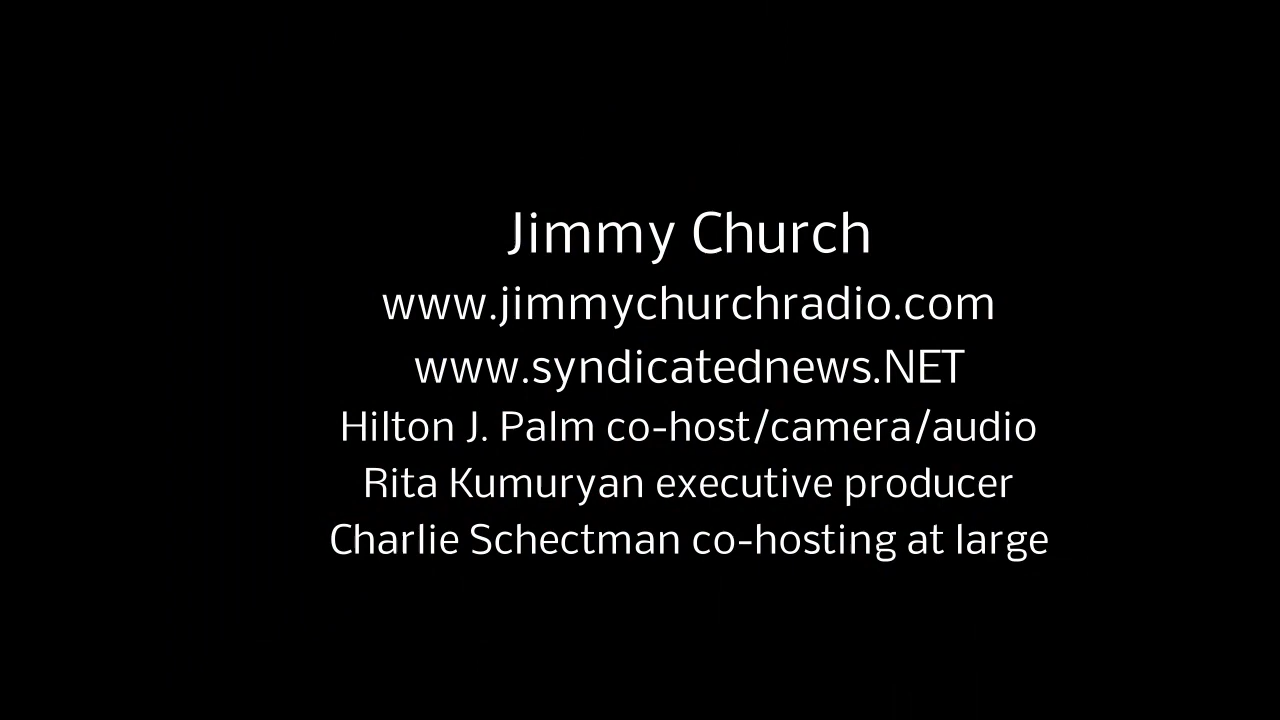 Jimmy Church
www.jimmychurchradio.com
www.syndicatednews.NET
Hilton J. Palm co-host/camera/audio
Rita Kumuryan executive producer
Charlie Schectman co-hosting at large